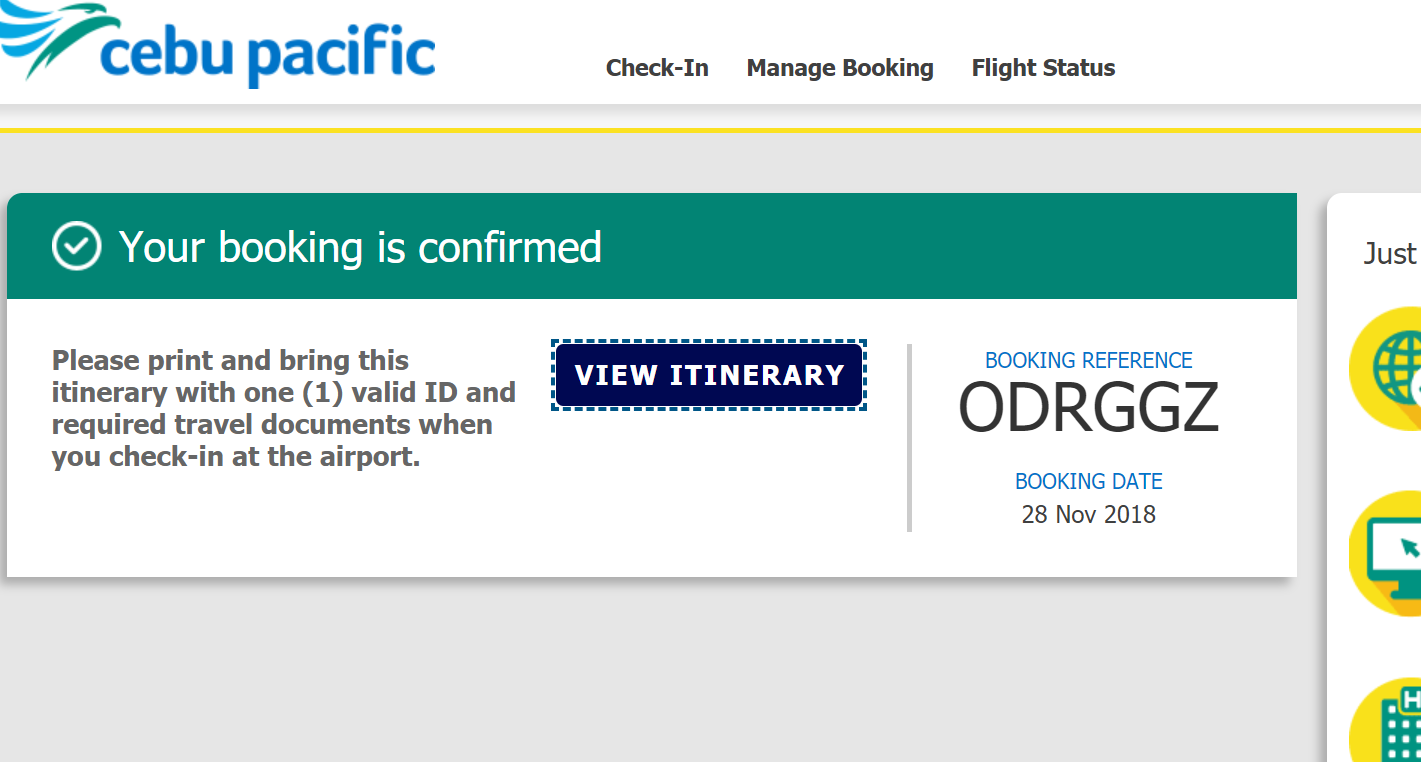 cebu pacific
Check-In Manage Booking Flight Status
Your booking is confirmed
Just
Please print and bring this
itinerary with one (1) valid ID and
required travel documents when
you check-in at the airport.
VIEW ITINERARY
BOOKING REFERENCE
ODRGGZ
BOOKING DATE
28 Nov 2018
H